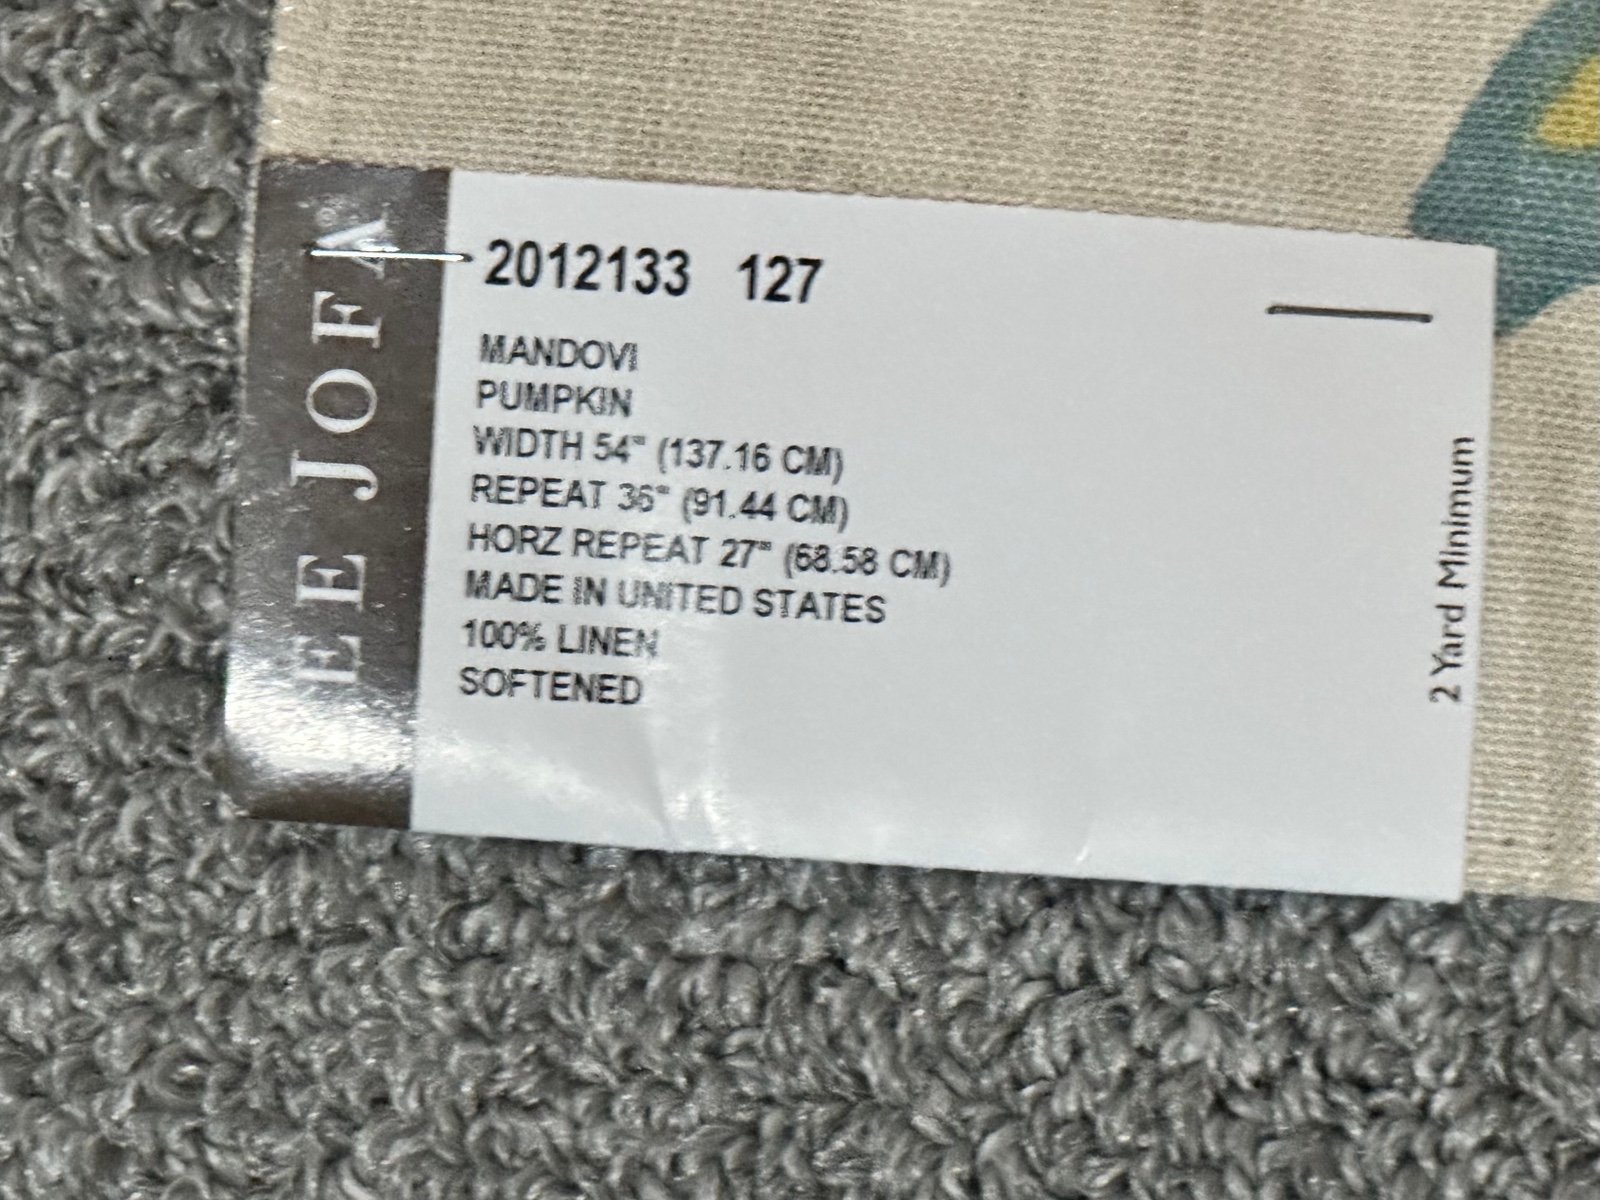 EE JOFA
2012133 127
MANDOVI
PUMPKIN
WIDTH 54" (137.16 CM)
REPEAT 36" (91.44 CM)
HORZ REPEAT 27" (68.58 CM)
MADE IN UNITED STATES
100% LINEN
SOFTENED
2 Yard Minimum